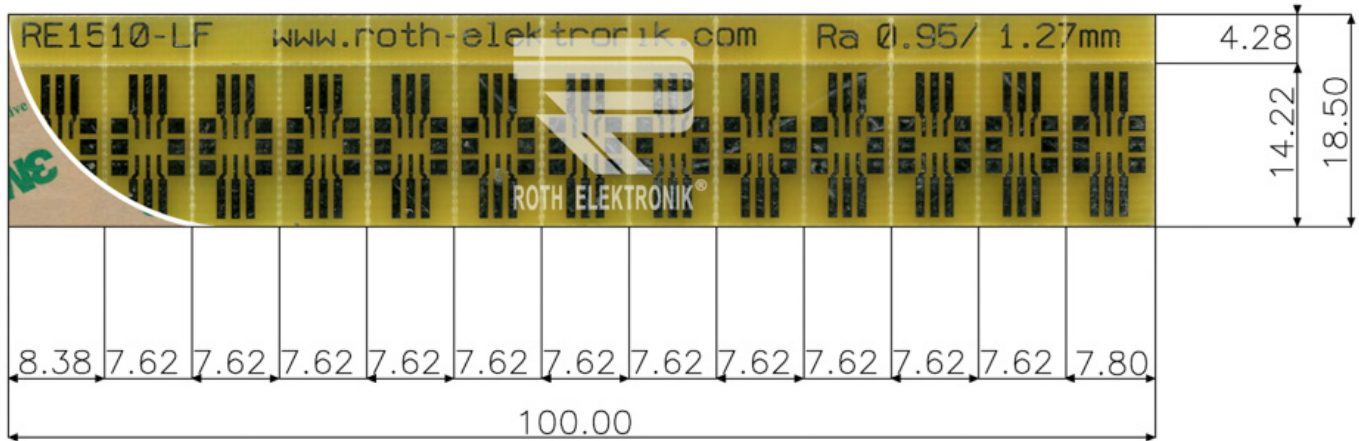 RE1510-LF www.roth-elektronik.com Ra 0.95/ 1.27mm
4.28
14.22
18.50
ive
3M
ROTH ELEKTRONIK®
8.38 7.62 7.62 7.62 7.62 7.62 7.62 7.62 7.62 7.62 7.62 7.62 7.80
100.00